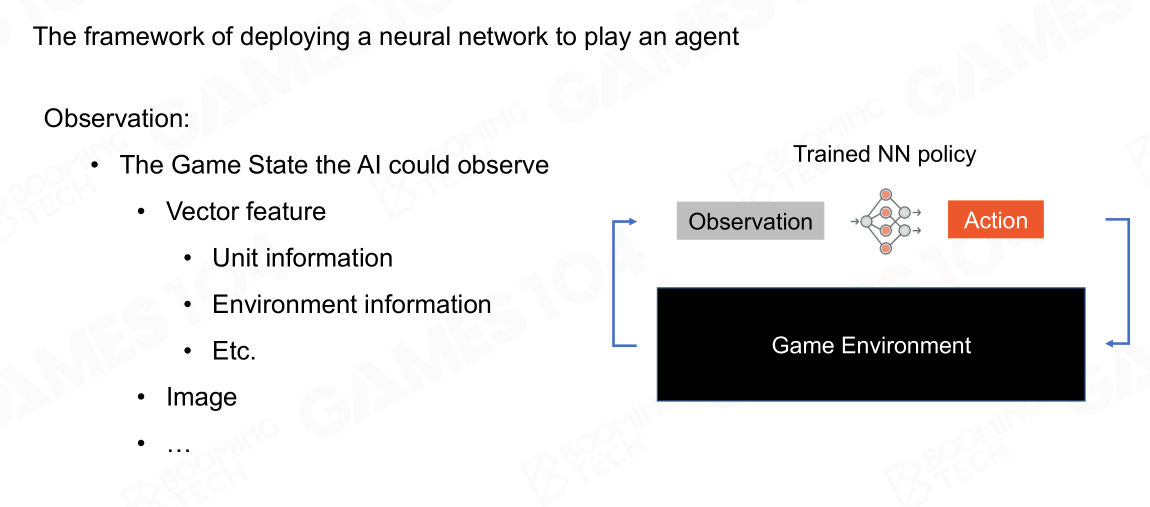 The framework of deploying a neural network to play an agent
Observation:
• The Game State the AI could observe
• Vector feature
• Unit information
• Environment information
• Etc.
• Image
• …
Trained NN policy
Observation
Action
Game Environment
GAMES104
BOOMING TECH